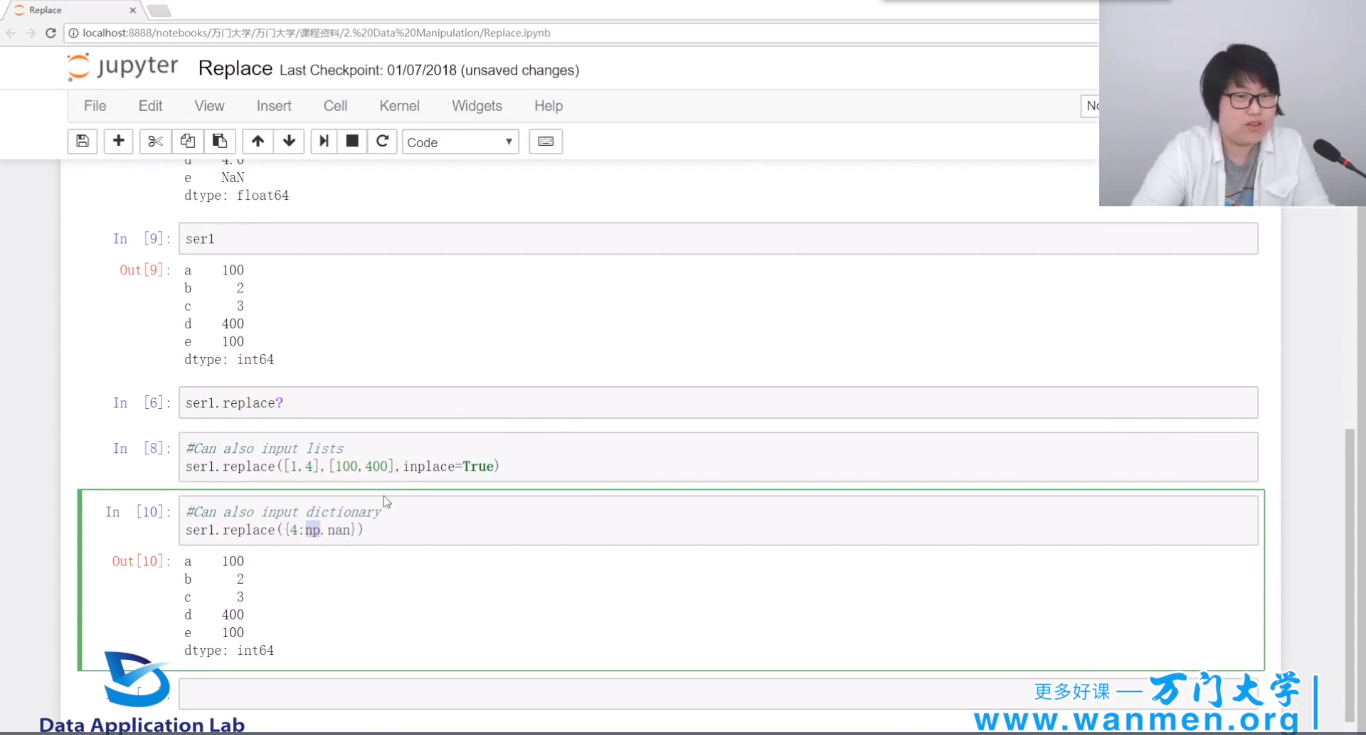 Replace
localhost:8888/notebooks/万门大学/万门大学/课程资料/2.%20Data%20Manipulation/Replace.ipynb
jupyter Replace Last Checkpoint: 01/07/2018 (unsaved changes)
File Edit View Insert Cell Kernel Widgets Help
Code
d 4.0
e NaN
dtype: float64
In [9]: ser1
Out[9]: a 100
b 2
c 3
d 400
e 100
dtype: int64
In [6]: ser1.replace?
In [8]: #Can also input lists
ser1.replace([1,4],[100,400],inplace=True)
In [10]: #Can also input dictionary
ser1.replace({4:np.nan})
Out[10]: a 100
b 2
c 3
d 400
e 100
dtype: int64
更多好课 — 万门大学
Data Application Lab
www.wanmen.org